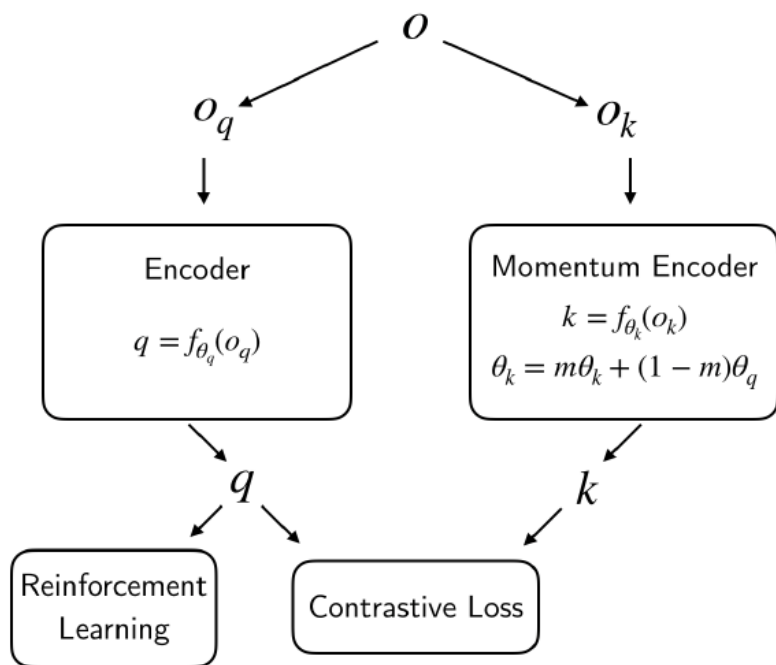 o
o_q
o_k
Encoder
q = f_{θ_q}(o_q)
Momentum Encoder
k = f_{θ_k}(o_k)
θ_k = mθ_k + (1 − m)θ_q
q
k
Reinforcement
Learning
Contrastive Loss